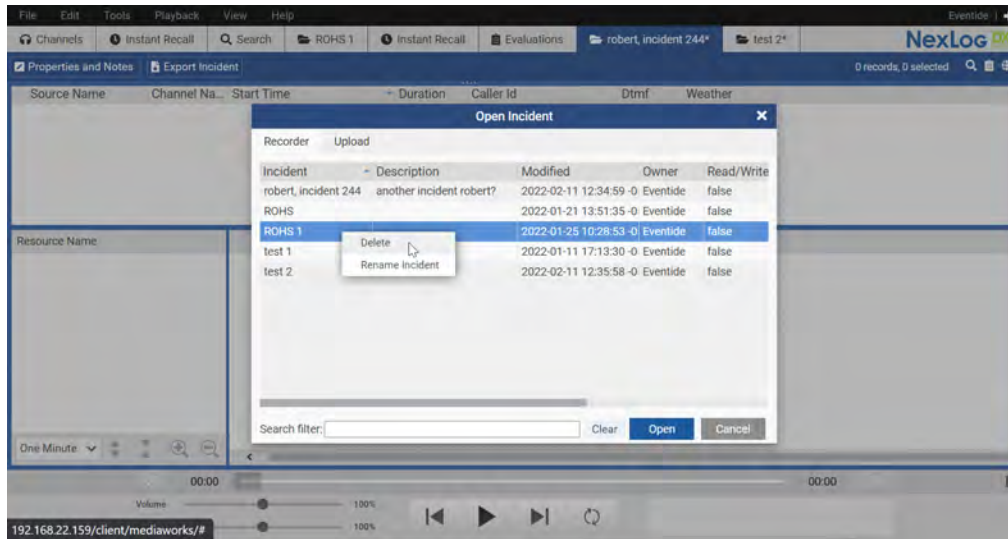 File Edit Tools Playback View Help Eventide
Channels Instant Recall Search ROHS 1 Instant Recall Evaluations robert, incident 244* test 2* NexLog
Properties and Notes Export Incident 0 records, 0 selected
Source Name Channel Na... Start Time Duration Caller Id Dtmf Weather
Open Incident
Recorder Upload
Incident Description Modified Owner Read/Write
robert, incident 244 another incident robert? 2022-02-11 12:34:59 -0 Eventide false
ROHS 2022-01-21 13:51:35 -0 Eventide false
ROHS 1 2022-01-25 10:28:53 -0 Eventide false
Resource Name
Delete
test 1 2022-01-11 17:13:30 -0 Eventide false
Rename Incident
test 2 2022-02-11 12:35:58 -0 Eventide false
Search filter: Clear Open Cancel
One Minute
00:00 00:00
Volume 100%
192.168.22.159/client/mediaworks/# 100%